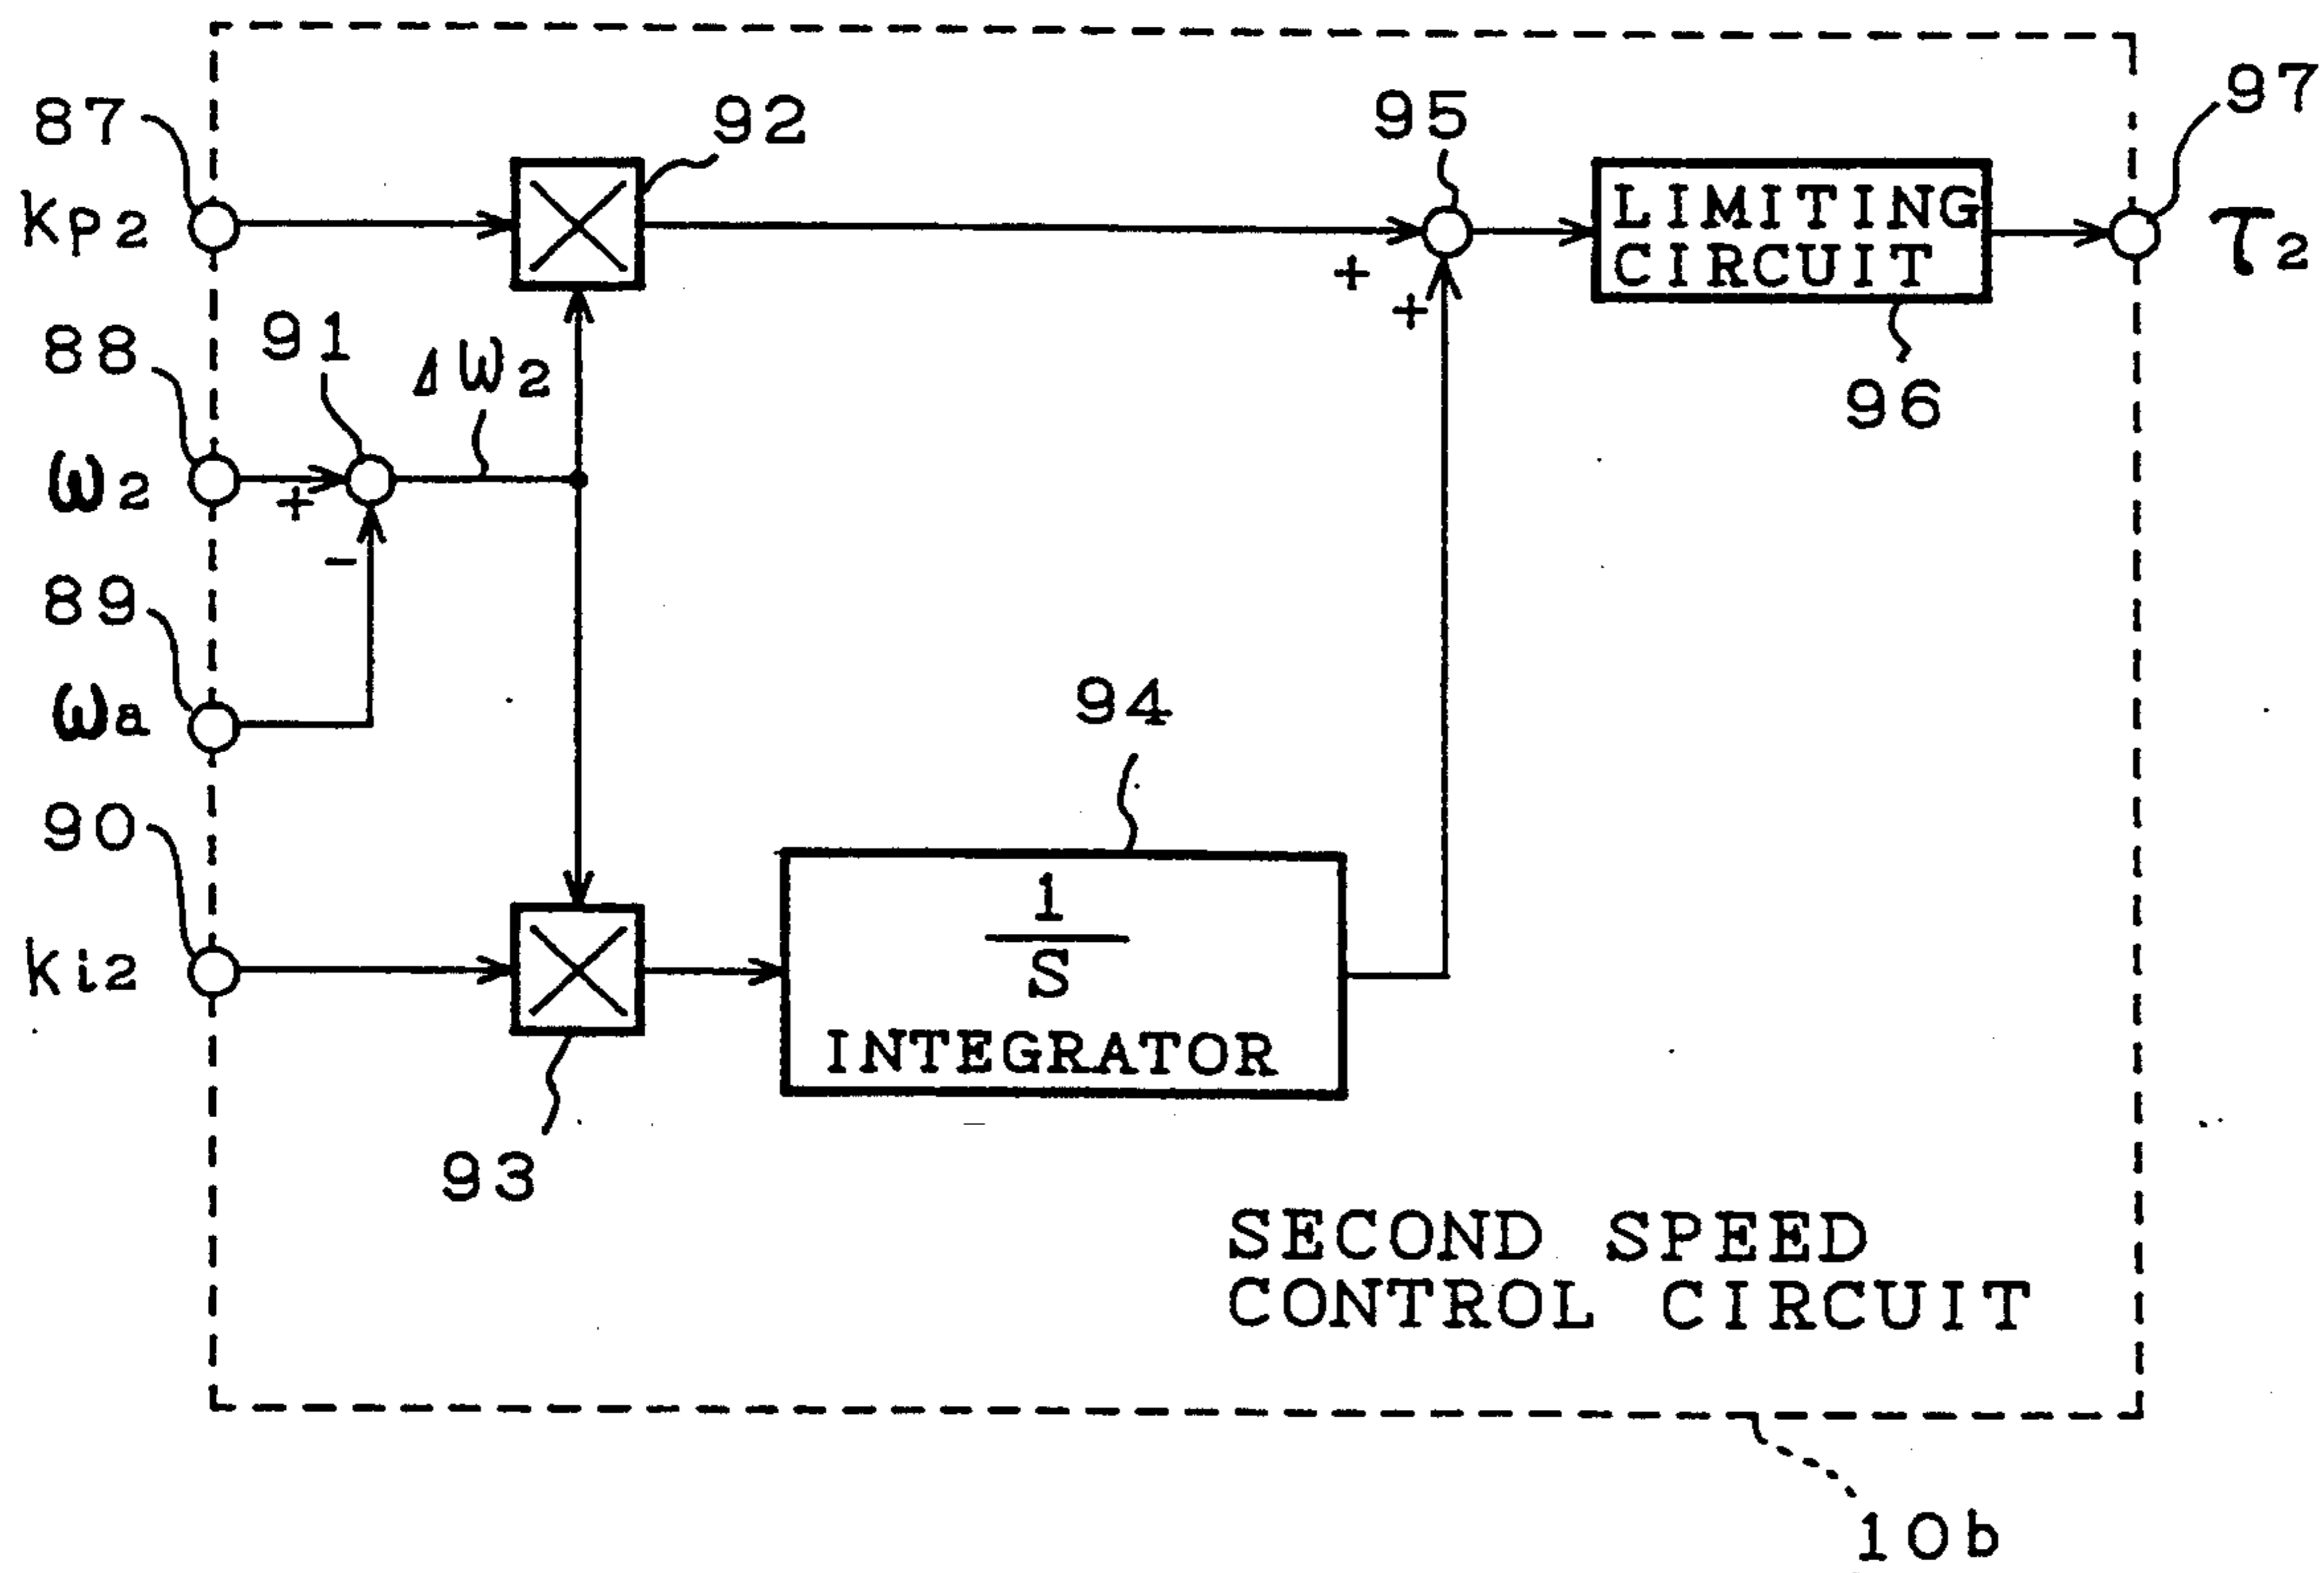 87
92
95
97
Kp2
LIMITING
CIRCUIT
τ2
88
91
ΔW2
96
ω2
+
+
+
-
89
ωa
94
90
Ki2
1
S
INTEGRATOR
93
SECOND SPEED
CONTROL CIRCUIT
10b